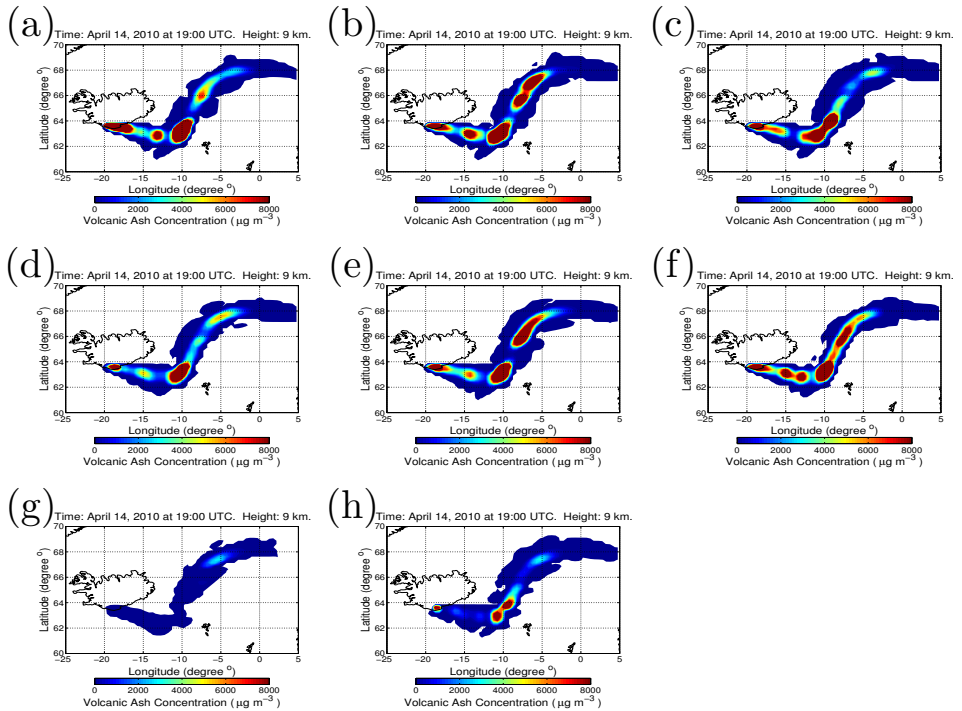 (a) (b) (c)
Time: April 14, 2010 at 19:00 UTC. Height: 9 km. Time: April 14, 2010 at 19:00 UTC. Height: 9 km. Time: April 14, 2010 at 19:00 UTC. Height: 9 km.
70 70 70
68 68 68
66 66 66
64 64 64
62 62 62
60 60 60
Latitude (degree °) Latitude (degree °) Latitude (degree °)
−25 −20 −15 −10 −5 0 5 −25 −20 −15 −10 −5 0 5 −25 −20 −15 −10 −5 0 5
Longitude (degree °) Longitude (degree °) Longitude (degree °)
0 2000 4000 6000 8000 0 2000 4000 6000 8000 0 2000 4000 6000 8000
Volcanic Ash Concentration ( μg m⁻³ ) Volcanic Ash Concentration ( μg m⁻³ ) Volcanic Ash Concentration ( μg m⁻³ )
(d) (e) (f)
Time: April 14, 2010 at 19:00 UTC. Height: 9 km. Time: April 14, 2010 at 19:00 UTC. Height: 9 km. Time: April 14, 2010 at 19:00 UTC. Height: 9 km.
70 70 70
68 68 68
66 66 66
64 64 64
62 62 62
60 60 60
Latitude (degree °) Latitude (degree °) Latitude (degree °)
−25 −20 −15 −10 −5 0 5 −25 −20 −15 −10 −5 0 5 −25 −20 −15 −10 −5 0 5
Longitude (degree °) Longitude (degree °) Longitude (degree °)
0 2000 4000 6000 8000 0 2000 4000 6000 8000 0 2000 4000 6000 8000
Volcanic Ash Concentration ( μg m⁻³ ) Volcanic Ash Concentration ( μg m⁻³ ) Volcanic Ash Concentration ( μg m⁻³ )
(g) (h)
Time: April 14, 2010 at 19:00 UTC. Height: 9 km. Time: April 14, 2010 at 19:00 UTC. Height: 9 km.
70 70
68 68
66 66
64 64
62 62
60 60
Latitude (degree °) Latitude (degree °)
−25 −20 −15 −10 −5 0 5 −25 −20 −15 −10 −5 0 5
Longitude (degree °) Longitude (degree °)
0 2000 4000 6000 8000 0 2000 4000 6000 8000
Volcanic Ash Concentration ( μg m⁻³ ) Volcanic Ash Concentration ( μg m⁻³ )